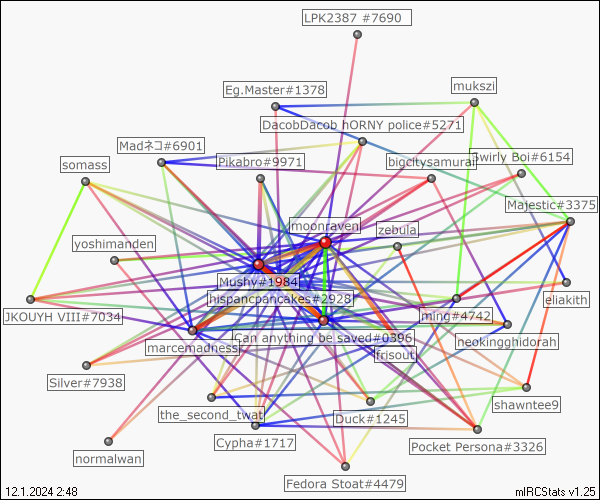 LPK2387 #7690
mukszi
Eg.Master#1378
DacobDacob hORNY police#5271
Madネコ#6901
Pikabro#9971
bigcitysamurai
Swirly Boi#6154
somass
Majestic#3375
moonraven
zebula
yoshimanden
Mushy#1984
eliakith
hispancpancakes#2928
JKOUYH VIII#7034
ming#4742
Can anything be saved#0396
neokingghidorah
marcemadness
frisout
Silver#7938
shawntee9
the_second_twat
Duck#1245
Cypha#1717
Pocket Persona#3326
normalwan
Fedora Stoat#4479
12.1.2024 2:48
mIRCStats v1.25